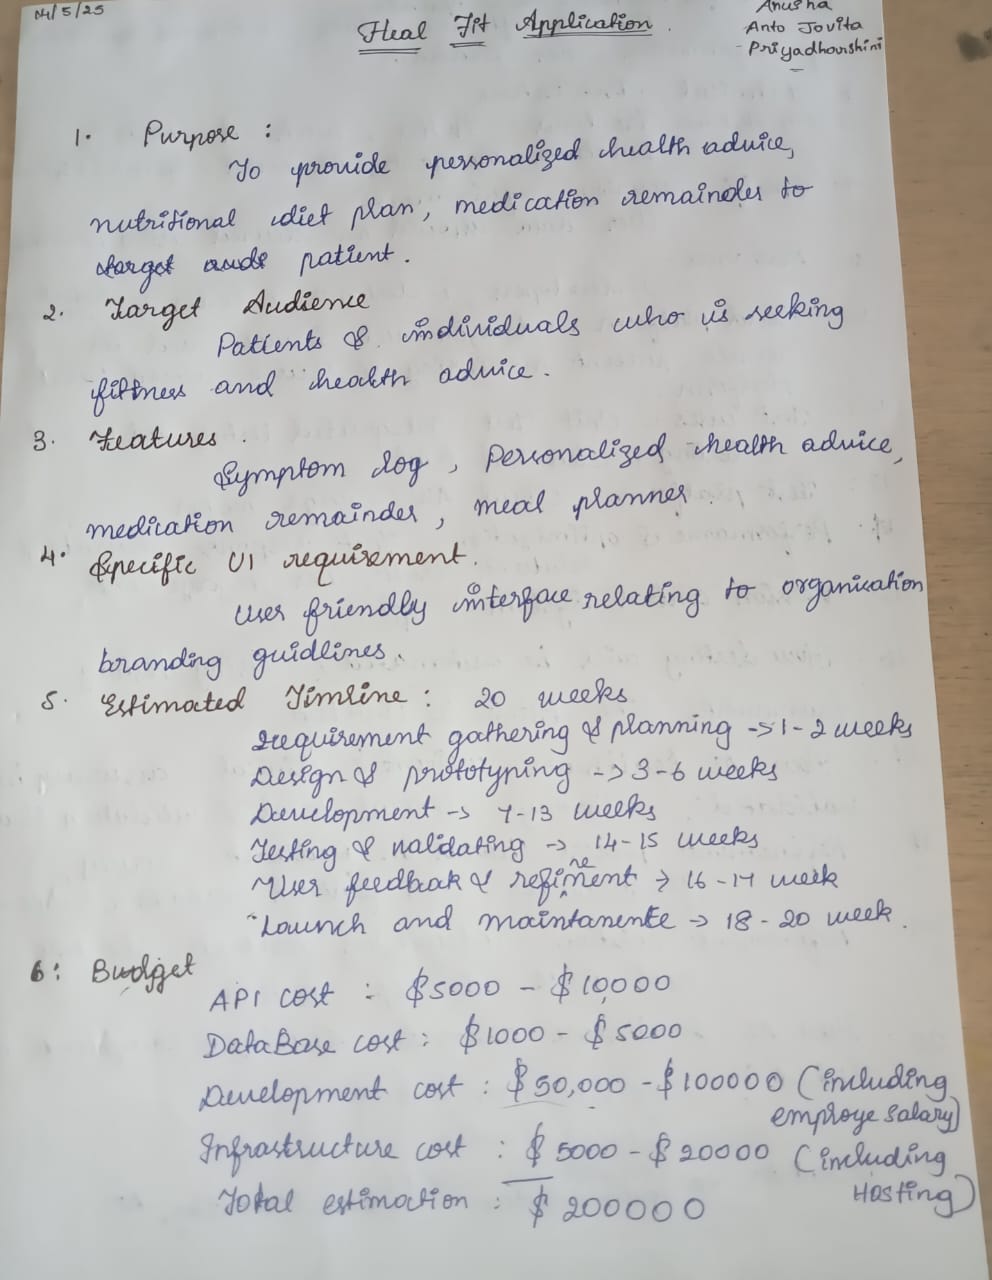 14/5/25
Heal Fit Application.
Anusha
Anto Jovita
- Priyadharshini
1. Purpose :
To provide personalized health advice,
nutritional diet plan, medication remainder to
target patient.
2. Target Audience
Patients & individuals who is seeking
fittness and health advice.
3. Features.
Symptom log, Personalized health advice,
medication remainder, meal planner
4. Specific UI requirement.
User friendly interface relating to organisation
branding guidlines.
5. Estimated Timline : 20 weeks
Requirement gathering & planning -> 1-2 weeks
Design & prototyping -> 3-6 weeks
Development -> 7-13 weeks
Testing & validating -> 14-15 weeks
User feedback & refinement -> 16-17 week
Launch and maintanence -> 18-20 week.
6: Budget
API cost : $5000 - $10,000
DataBase cost : $1000 - $5000
Development cost : $50,000 - $100000 (including
employe salary)
Infrastructure cost : $5000 - $20000 (including
Hosting)
Total estimation : $200000